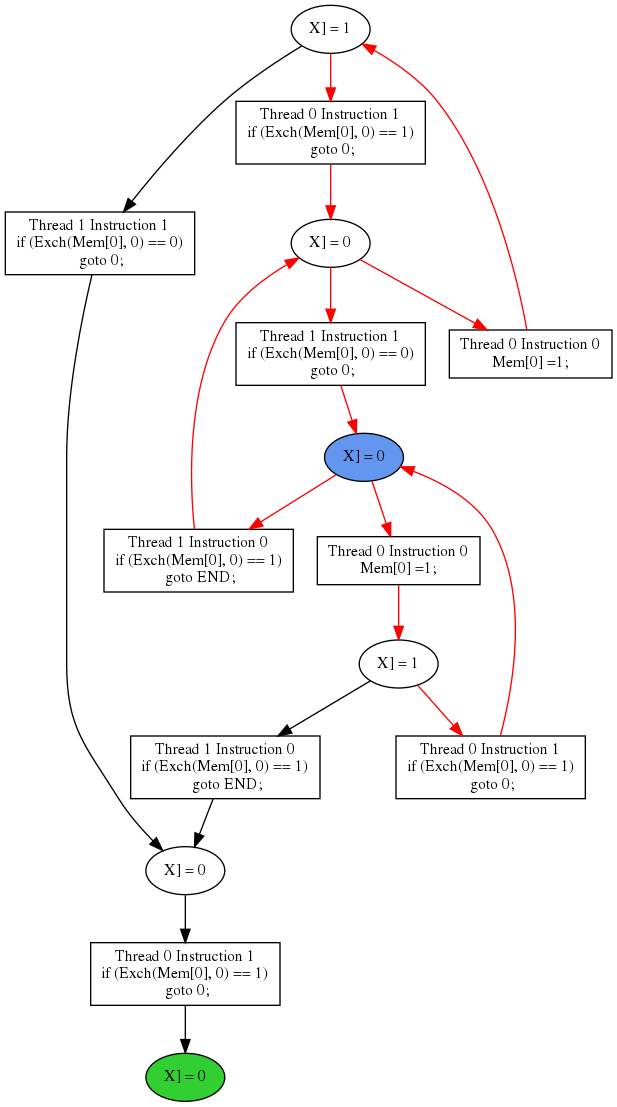 X] = 1
Thread 0 Instruction 1
if (Exch(Mem[0], 0) == 1)
goto 0;
Thread 1 Instruction 1
if (Exch(Mem[0], 0) == 0)
goto 0;
X] = 0
Thread 1 Instruction 1
if (Exch(Mem[0], 0) == 0)
goto 0;
Thread 0 Instruction 0
Mem[0] =1;
X] = 0
Thread 1 Instruction 0
if (Exch(Mem[0], 0) == 1)
goto END;
Thread 0 Instruction 0
Mem[0] =1;
X] = 1
Thread 1 Instruction 0
if (Exch(Mem[0], 0) == 1)
goto END;
Thread 0 Instruction 1
if (Exch(Mem[0], 0) == 1)
goto 0;
X] = 0
Thread 0 Instruction 1
if (Exch(Mem[0], 0) == 1)
goto 0;
X] = 0